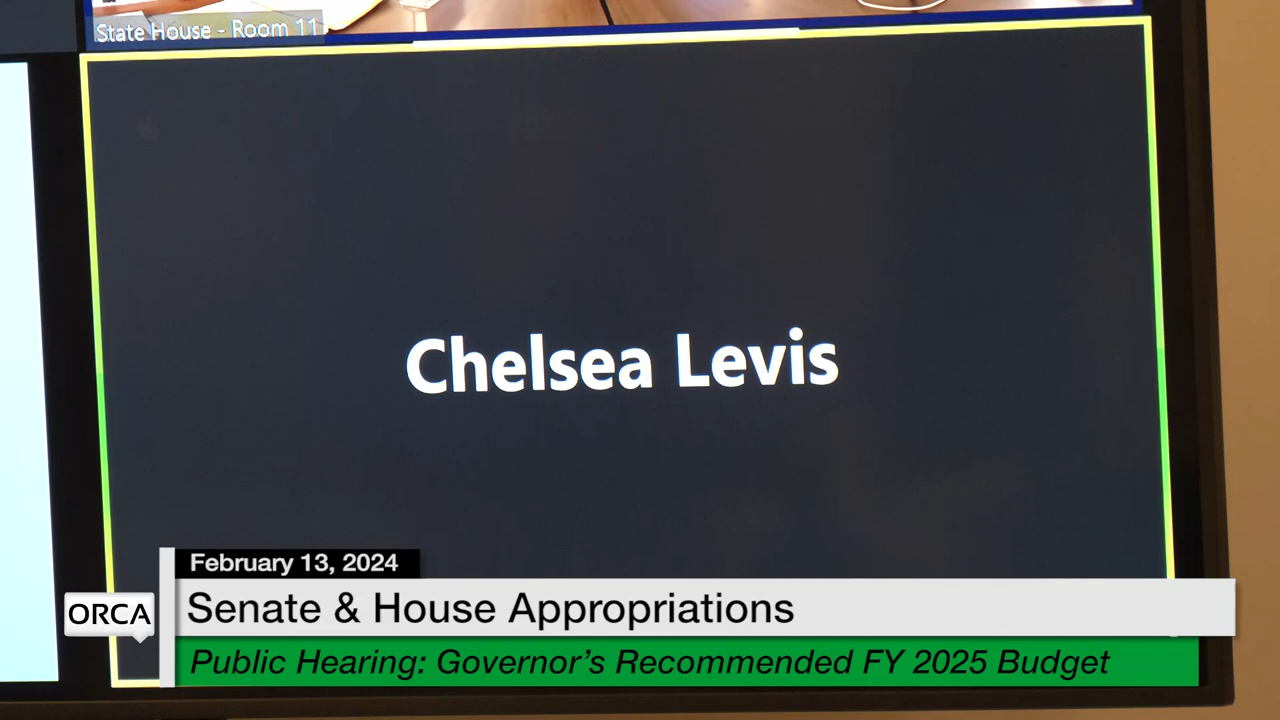 State House - Room 11
Chelsea Levis
February 13, 2024
ORCA
Senate & House Appropriations
Public Hearing: Governor's Recommended FY 2025 Budget